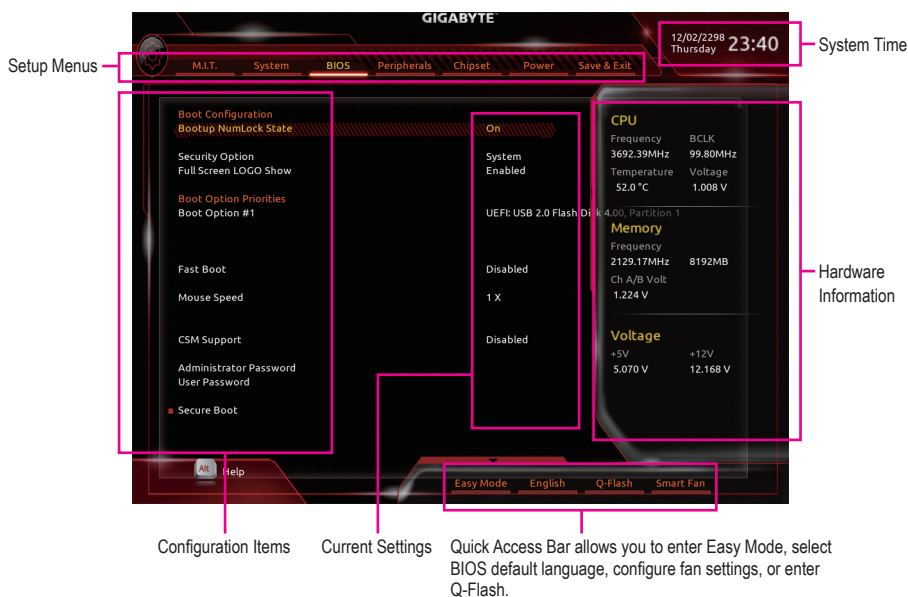 GIGABYTE
12/02/2298
Thursday 23:40
System Time
Setup Menus
M.I.T. System BIOS Peripherals Chipset Power Save & Exit
Boot Configuration
Bootup NumLock State On
Security Option System
Full Screen LOGO Show Enabled
Boot Option Priorities
Boot Option #1 UEFI: USB 2.0 Flash Disk 4.00, Partition 1
Fast Boot Disabled
Mouse Speed 1 X
CSM Support Disabled
Administrator Password
User Password
Secure Boot
CPU
Frequency BCLK
3692.39MHz 99.80MHz
Temperature Voltage
52.0 °C 1.008 V
Memory
Frequency
2129.17MHz 8192MB
Ch A/B Volt
1.224 V
Voltage
+5V +12V
5.070 V 12.168 V
Hardware
Information
Alt Help
Easy Mode English Q-Flash Smart Fan
Configuration Items
Current Settings
Quick Access Bar allows you to enter Easy Mode, select
BIOS default language, configure fan settings, or enter
Q-Flash.